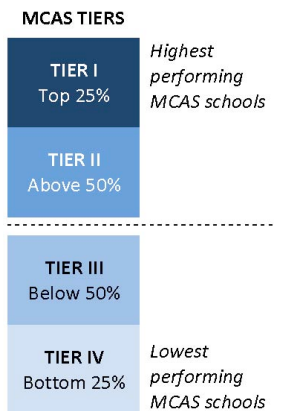 MCAS TIERS
TIER I
Top 25%
Highest
performing
MCAS schools
TIER II
Above 50%
TIER III
Below 50%
TIER IV
Bottom 25%
Lowest
performing
MCAS schools